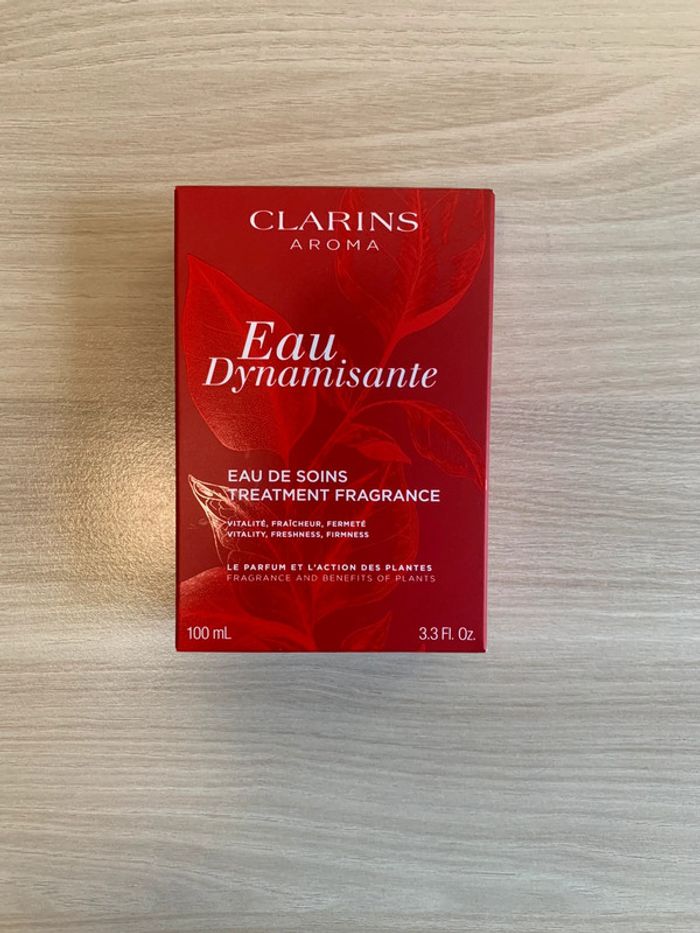 CLARINS
AROMA
Eau
Dynamisante
EAU DE SOINS
TREATMENT FRAGRANCE
VITALITÉ, FRAÎCHEUR, FERMETÉ
VITALITY, FRESHNESS, FIRMNESS
LE PARFUM ET L'ACTION DES PLANTES
FRAGRANCE AND BENEFITS OF PLANTS
100 mL 3.3 Fl. Oz.